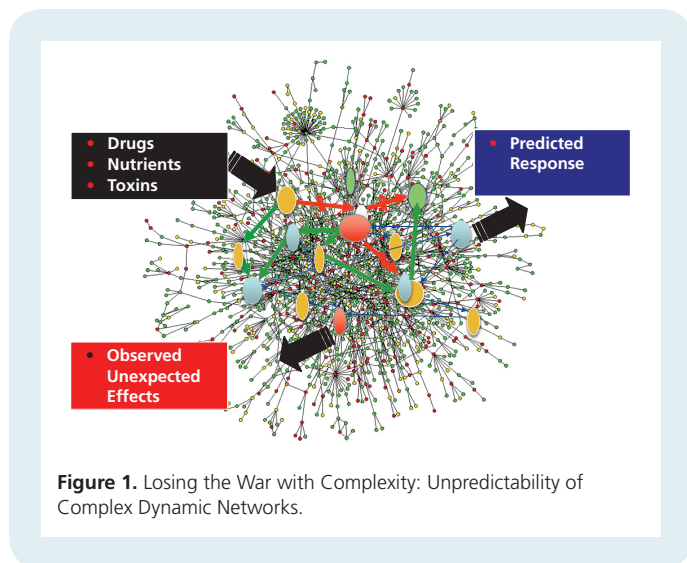 • Drugs
• Nutrients
• Toxins
• Predicted
Response
• Observed
Unexpected
Effects
Figure 1. Losing the War with Complexity: Unpredictability of
Complex Dynamic Networks.